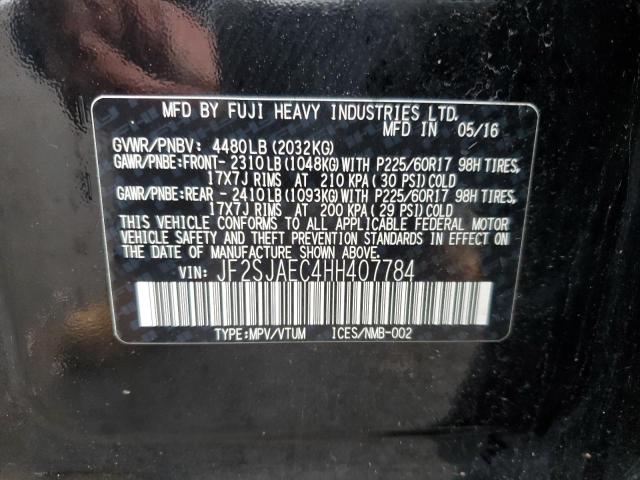 MFD BY FUJI HEAVY INDUSTRIES LTD.
MFD IN 05/16
GVWR/PNBV: 4480LB (2032KG)
GAWR/PNBE:FRONT- 2310LB (1048KG) WITH P225/60R17 98H TIRES,
17X7J RIMS AT 210 KPA (30 PSI) COLD
GAWR/PNBE:REAR - 2410LB (1093KG) WITH P225/60R17 98H TIRES,
17X7J RIMS AT 200 KPA (29 PSI) COLD
THIS VEHICLE CONFORMS TO ALL APPLICABLE FEDERAL MOTOR
VEHICLE SAFETY AND THEFT PREVENTION STANDARDS IN EFFECT ON
THE DATE OF MANUFACTURE SHOWN ABOVE.
VIN: JF2SJAEC4HH407784
TYPE:MPV/VTUM ICES/NMB-002